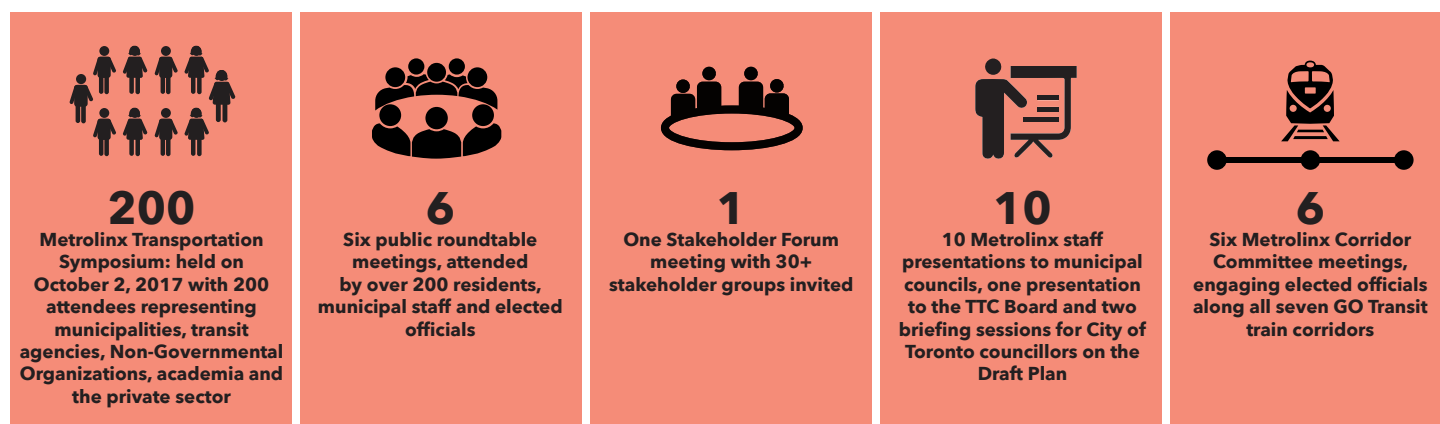 200
Metrolinx Transportation
Symposium: held on
October 2, 2017 with 200
attendees representing
municipalities, transit
agencies, Non-Governmental
Organizations, academia and
the private sector
6
Six public roundtable
meetings, attended
by over 200 residents,
municipal staff and elected
officials
1
One Stakeholder Forum
meeting with 30+
stakeholder groups invited
10
10 Metrolinx staff
presentations to municipal
councils, one presentation
to the TTC Board and two
briefing sessions for City of
Toronto councillors on the
Draft Plan
6
Six Metrolinx Corridor
Committee meetings,
engaging elected officials
along all seven GO Transit
train corridors